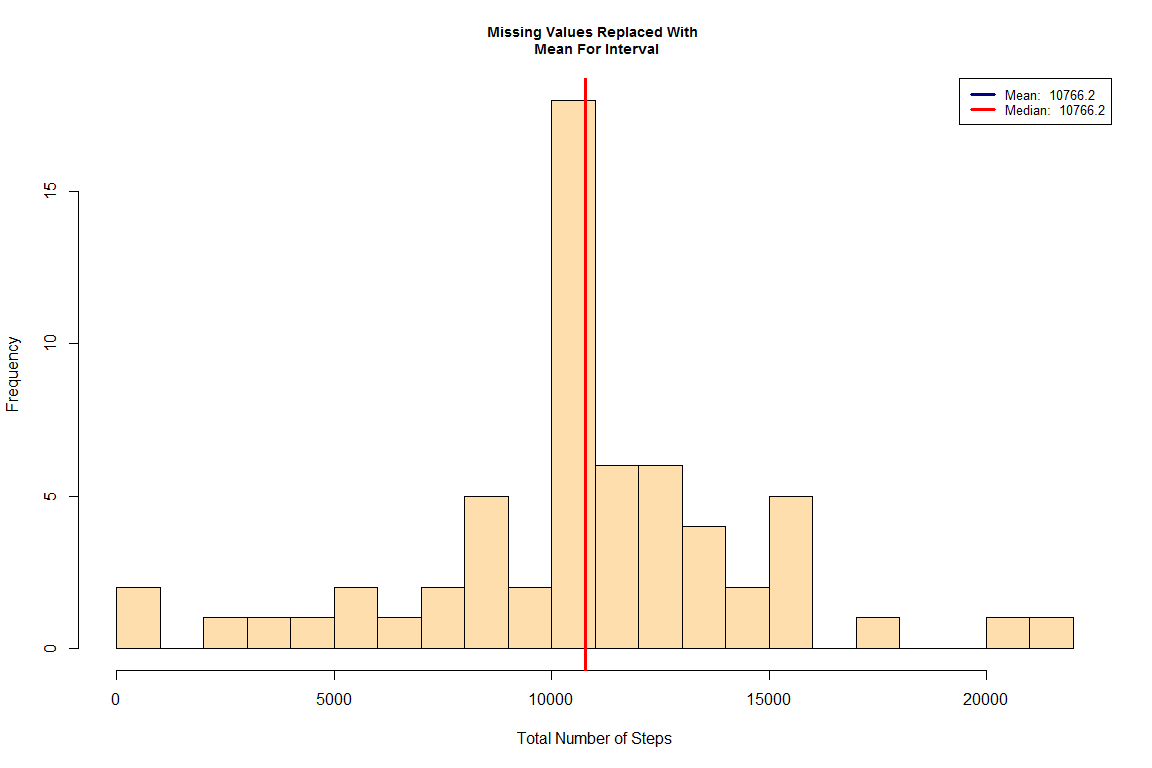 Missing Values Replaced With
Mean For Interval
Mean:  10766.2
Median:  10766.2
Frequency
15
10
5
0
0 5000 10000 15000 20000
Total Number of Steps